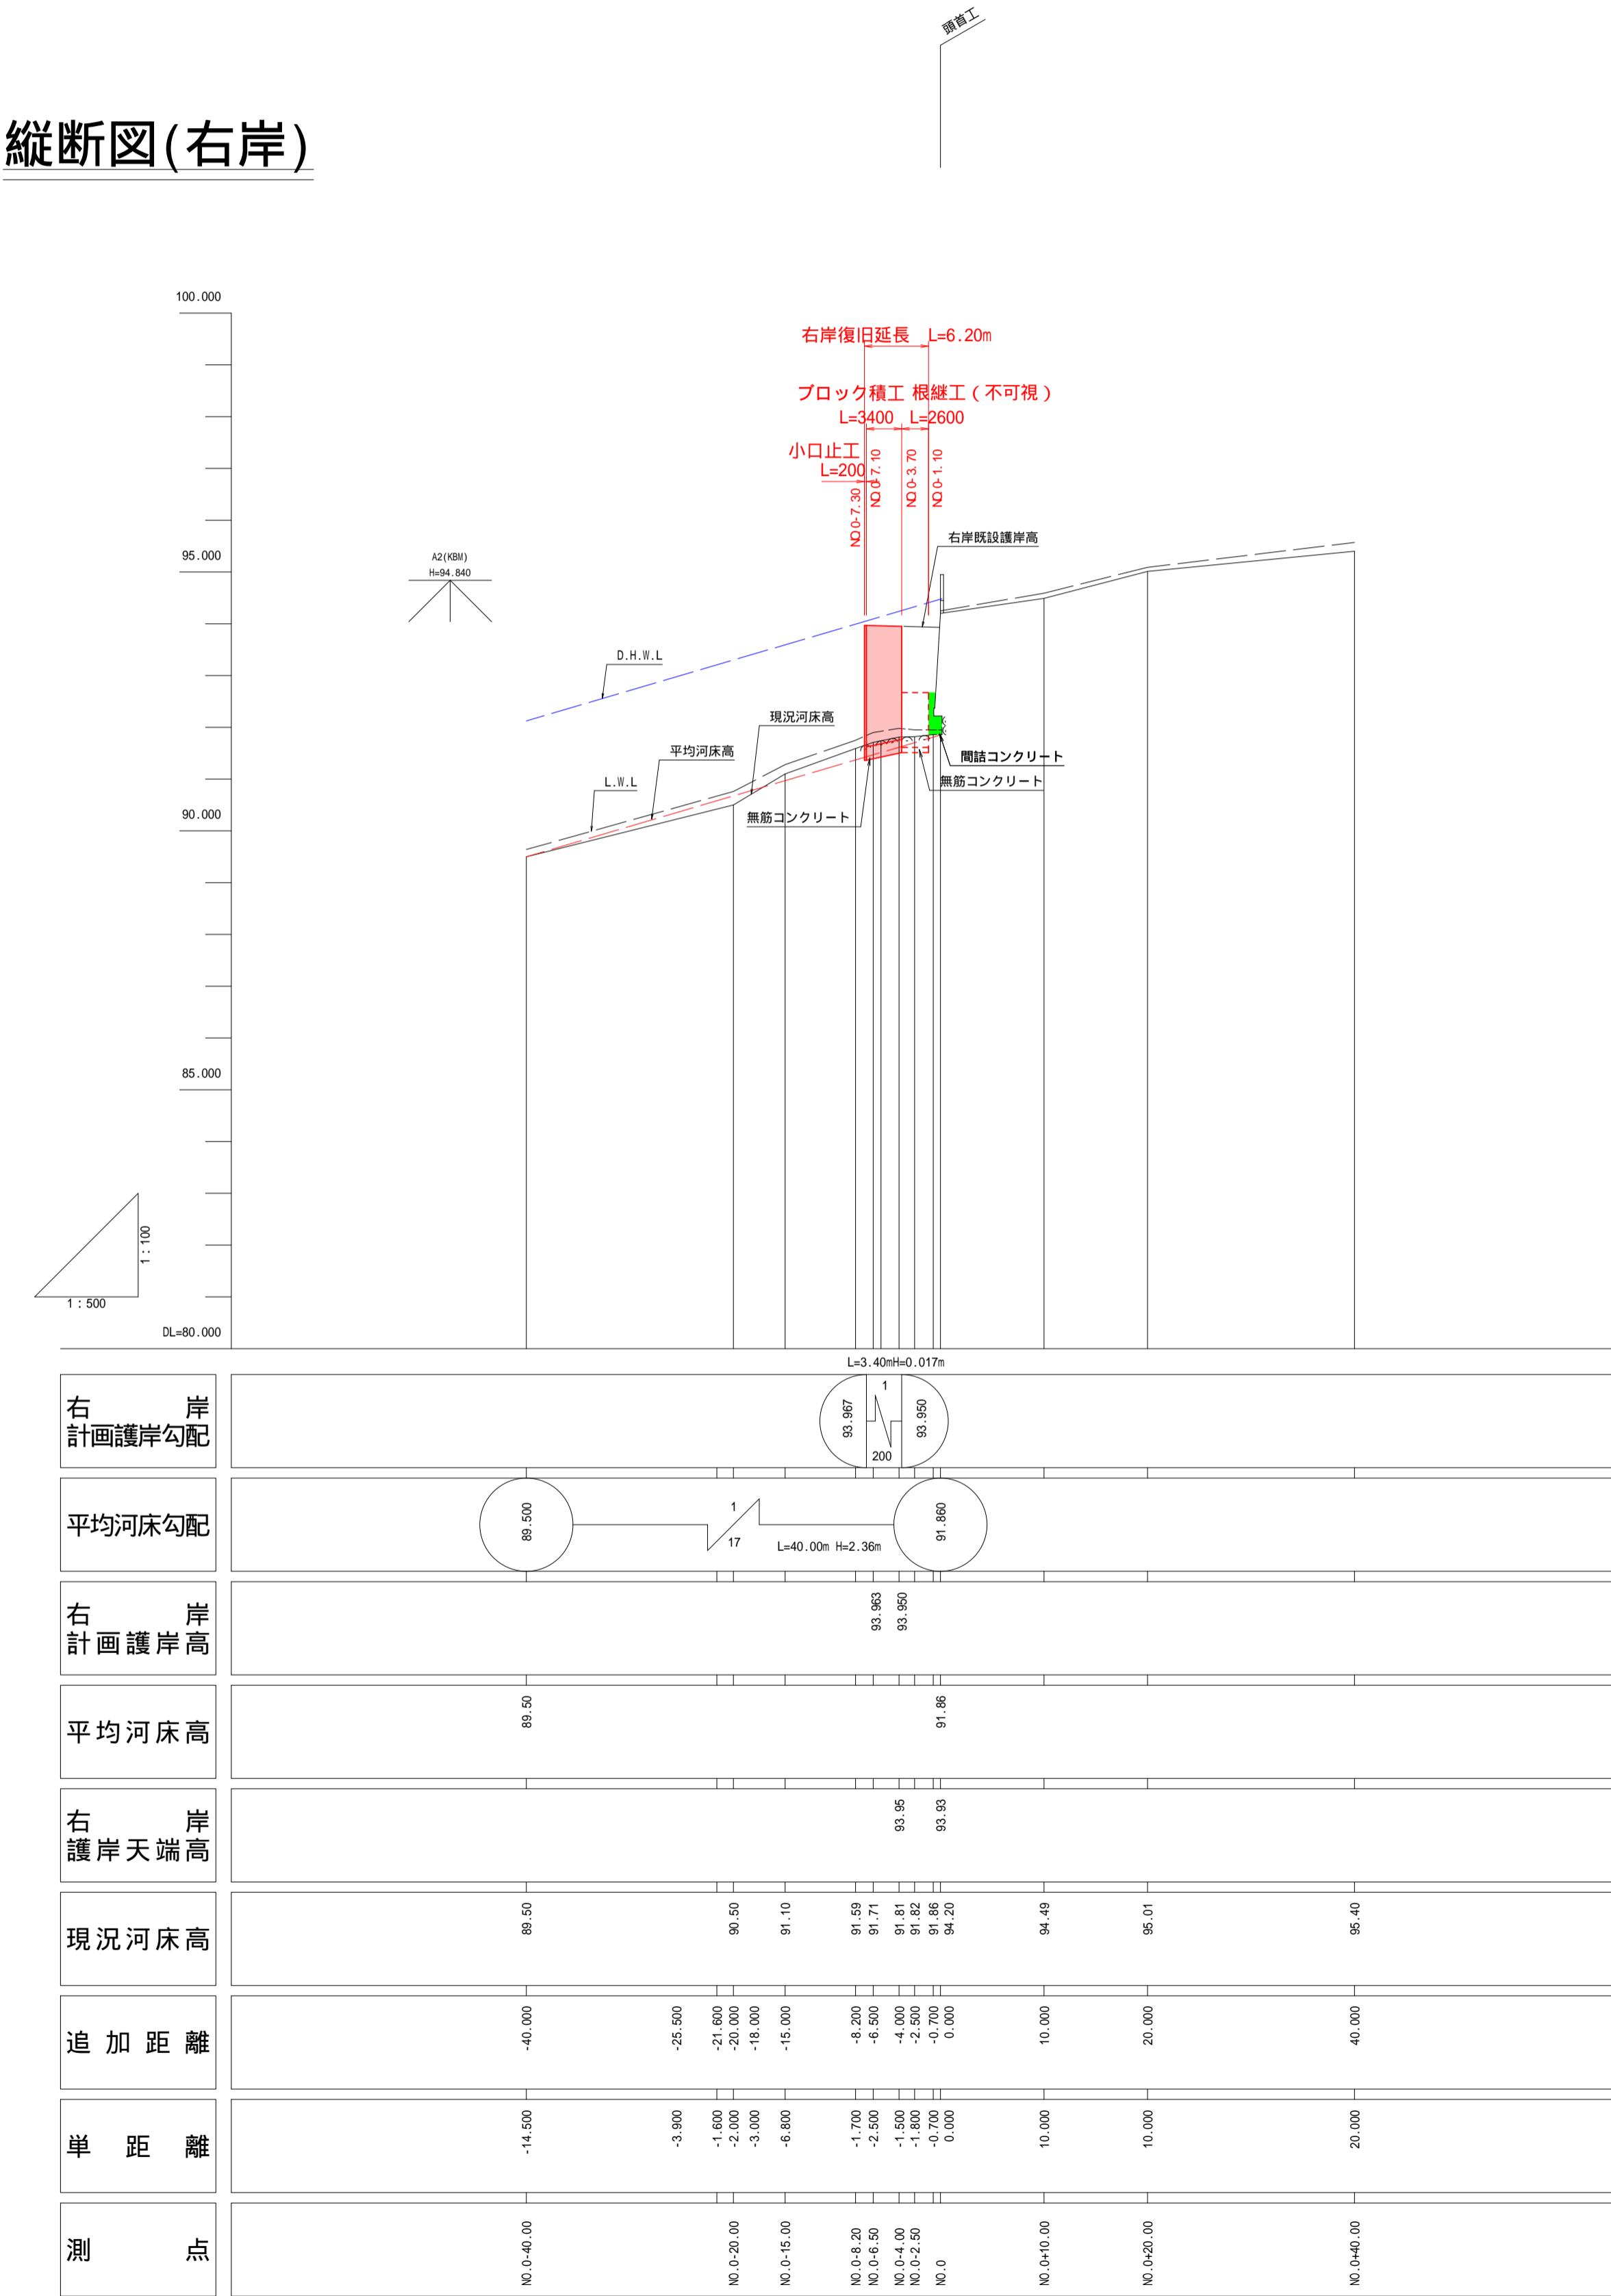 頭首工
縦断図(右岸)
100.000
右岸復旧延長 L=6.20m
ブロック積工 根継工(不可視)
L=3400 L=2600
小口止工
L=200
NO.0-7.30
NO.0-7.10
NO.0-3.70
NO.0-1.10
右岸既設護岸高
95.000
A2(KBM)
H=94.840
D.H.W.L
現況河床高
平均河床高
L.W.L
間詰コンクリート
無筋コンクリート
無筋コンクリート
90.000
85.000
1:100
1:500
DL=80.000
L=3.40mH=0.017m
右岸
計画護岸勾配
93.967
1
200
93.950
平均河床勾配
89.500
1
17
L=40.00m H=2.36m
91.860
右岸
計画護岸高
93.963
93.950
平均河床高
89.50
91.86
右岸
護岸天端高
93.95
93.93
現況河床高
89.50
90.50
91.10
91.59
91.71
91.81
91.82
91.86
94.20
94.49
95.01
95.40
追加距離
-40.000
-25.500
-21.600
-20.000
-18.000
-15.000
-8.200
-6.500
-4.000
-2.500
-0.700
0.000
10.000
20.000
40.000
単距離
-14.500
-3.900
-1.600
-2.000
-3.000
-6.800
-1.700
-2.500
-1.500
-1.800
-0.700
0.000
10.000
10.000
20.000
測点
NO.0-40.00
NO.0-20.00
NO.0-15.00
NO.0-8.20
NO.0-6.50
NO.0-4.00
NO.0-2.50
NO.0
NO.0+10.00
NO.0+20.00
NO.0+40.00